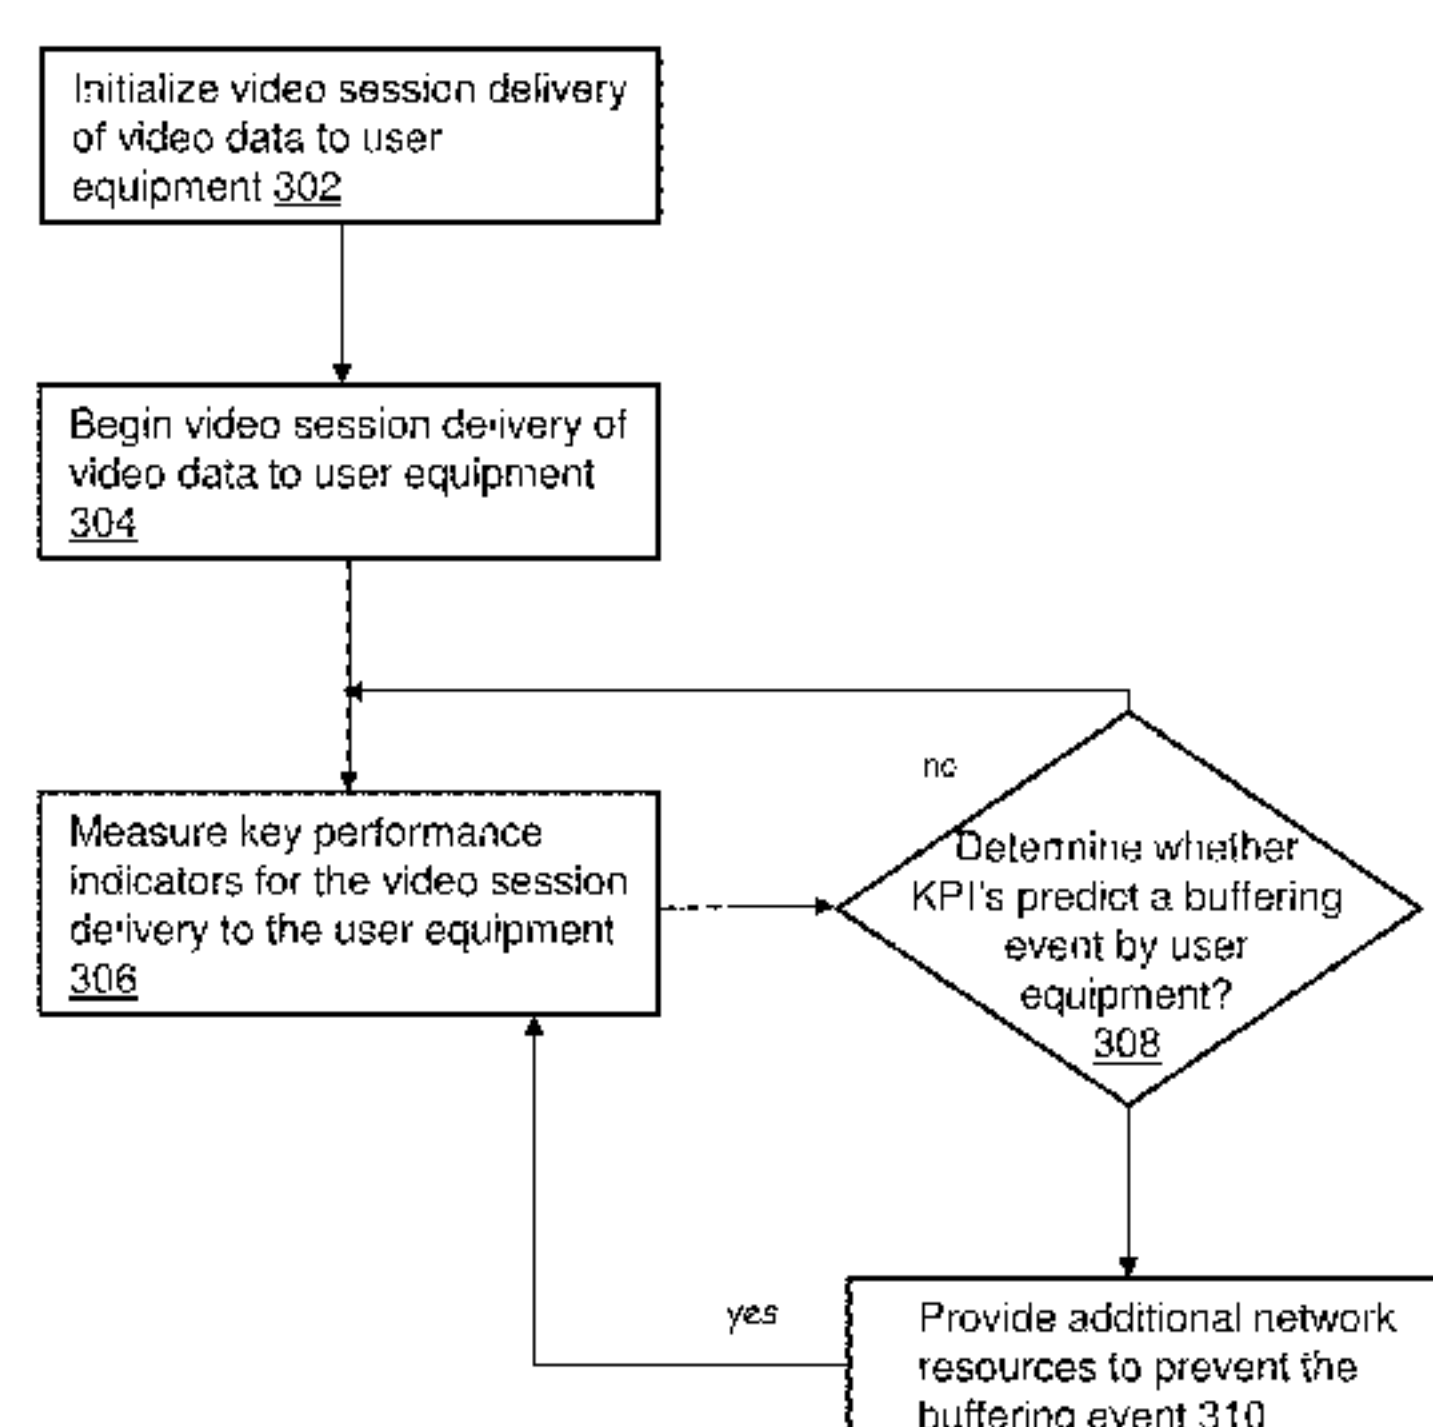 Initialize video session delivery
of video data to user
equipment 302
Begin video session delivery of
video data to user equipment
304
no
Measure key performance
indicators for the video session
delivery to the user equipment
306
Determine whether
KPI's predict a buffering
event by user
equipment?
308
yes
Provide additional network
resources to prevent the
buffering event 310